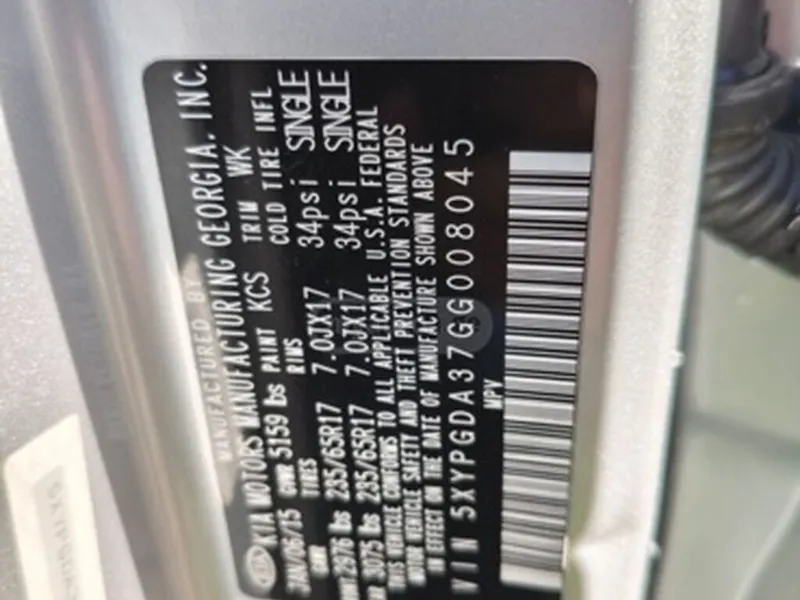 MANUFACTURED BY
KIA KIA MOTORS MANUFACTURING GEORGIA, INC.
JAN/06/15 GVWR 5159 lbs PAINT KCS TRIM WK
TIRES RIMS COLD TIRE INFL
2976 lbs 235/65R17 7.0JX17 34psi SINGLE
3075 lbs 235/65R17 7.0JX17 34psi SINGLE
THIS VEHICLE CONFORMS TO ALL APPLICABLE U.S.A. FEDERAL
MOTOR VEHICLE SAFETY AND THEFT PREVENTION STANDARDS
IN EFFECT ON THE DATE OF MANUFACTURE SHOWN ABOVE
VIN 5XYPGDA37GG008045
MPV